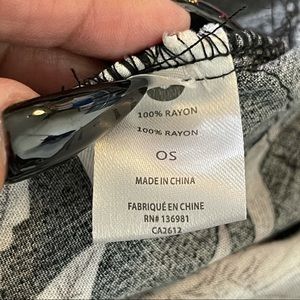 100% RAYON
100% RAYON
OS
MADE IN CHINA
FABRIQUÉ EN CHINE
RN# 136981
CA2612